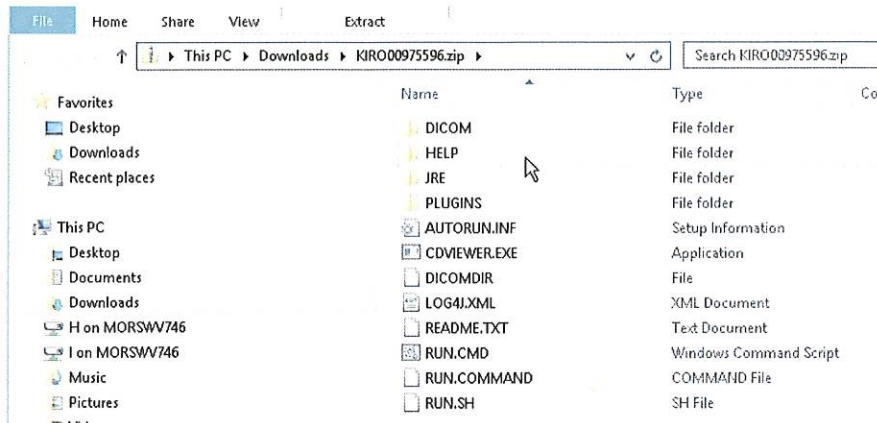 File Home Share View Extract
This PC Downloads KIRO00975596.zip Search KIRO00975596.zip
Favorites
Desktop
Downloads
Recent places
This PC
Desktop
Documents
Downloads
H on MORSWV746
I on MORSWV746
Music
Pictures
Name Type Co
DICOM File folder
HELP File folder
JRE File folder
PLUGINS File folder
AUTORUN.INF Setup Information
CDVIEWER.EXE Application
DICOMDIR File
LOG4J.XML XML Document
README.TXT Text Document
RUN.CMD Windows Command Script
RUN.COMMAND COMMAND File
RUN.SH SH File